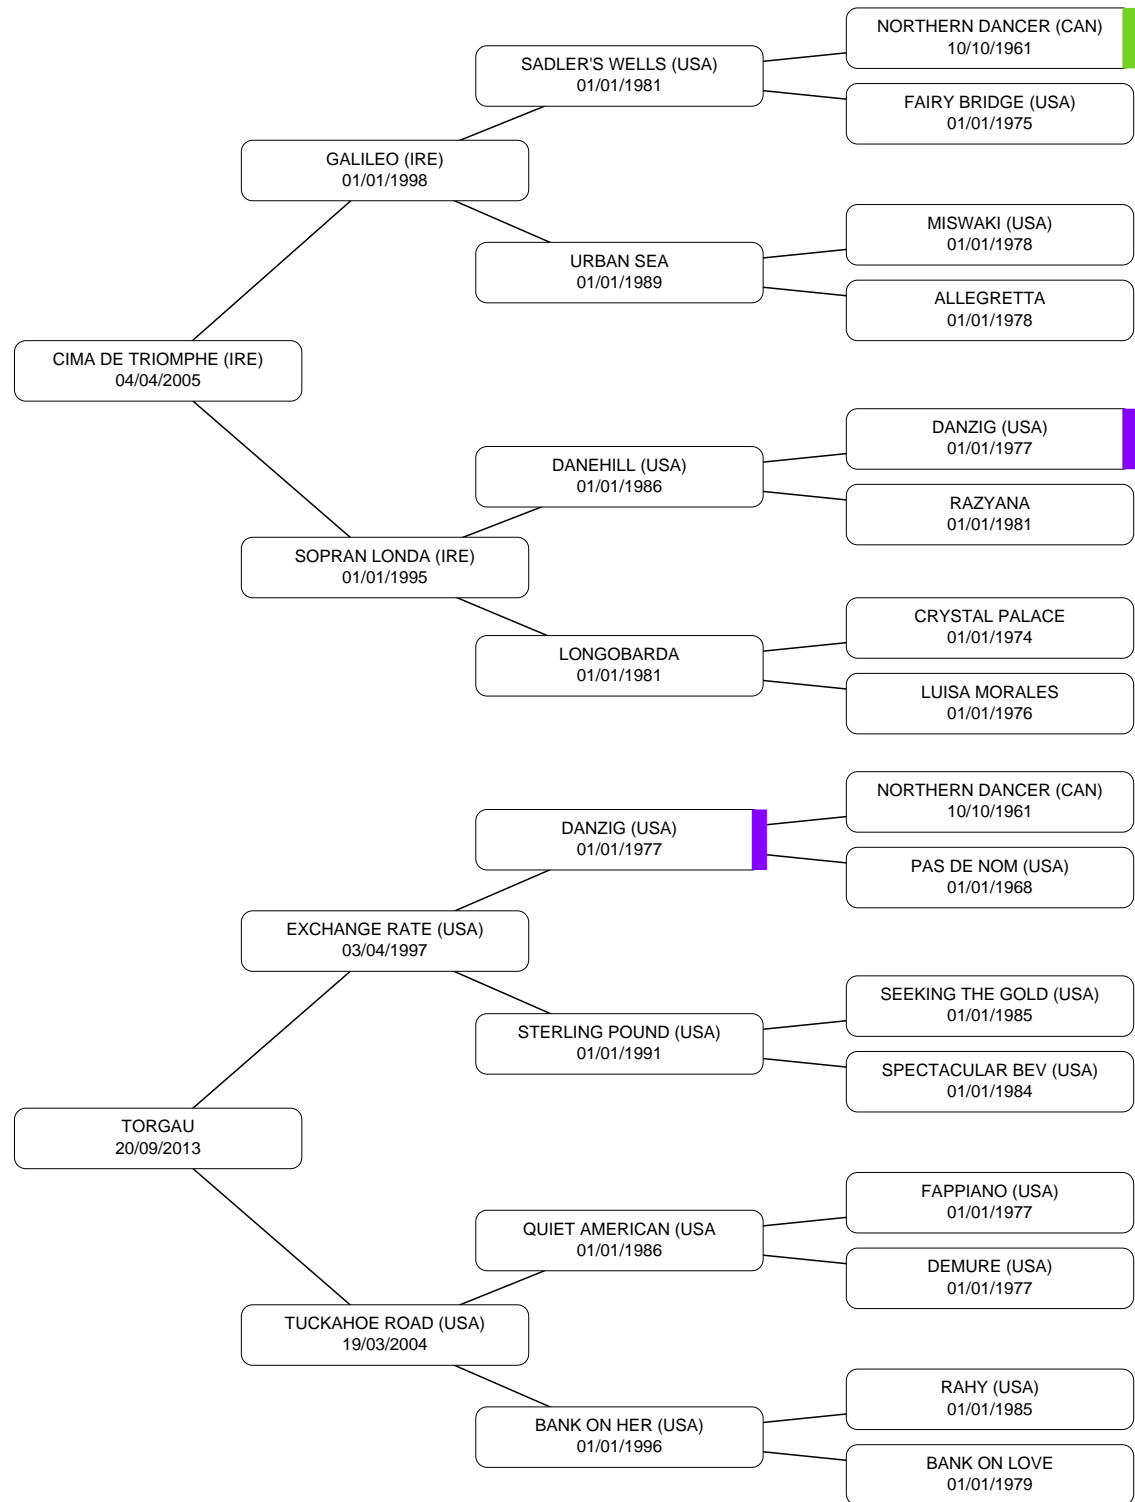 NORTHERN DANCER (CAN)
10/10/1961
SADLER'S WELLS (USA)
01/01/1981
FAIRY BRIDGE (USA)
01/01/1975
GALILEO (IRE)
01/01/1998
MISWAKI (USA)
01/01/1978
URBAN SEA
01/01/1989
ALLEGRETTA
01/01/1978
CIMA DE TRIOMPHE (IRE)
04/04/2005
DANZIG (USA)
01/01/1977
DANEHILL (USA)
01/01/1986
RAZYANA
01/01/1981
SOPRAN LONDA (IRE)
01/01/1995
CRYSTAL PALACE
01/01/1974
LONGOBARDA
01/01/1981
LUISA MORALES
01/01/1976
NORTHERN DANCER (CAN)
10/10/1961
DANZIG (USA)
01/01/1977
PAS DE NOM (USA)
01/01/1968
EXCHANGE RATE (USA)
03/04/1997
SEEKING THE GOLD (USA)
01/01/1985
STERLING POUND (USA)
01/01/1991
SPECTACULAR BEV (USA)
01/01/1984
TORGAU
20/09/2013
FAPPIANO (USA)
01/01/1977
QUIET AMERICAN (USA
01/01/1986
DEMURE (USA)
01/01/1977
TUCKAHOE ROAD (USA)
19/03/2004
RAHY (USA)
01/01/1985
BANK ON HER (USA)
01/01/1996
BANK ON LOVE
01/01/1979